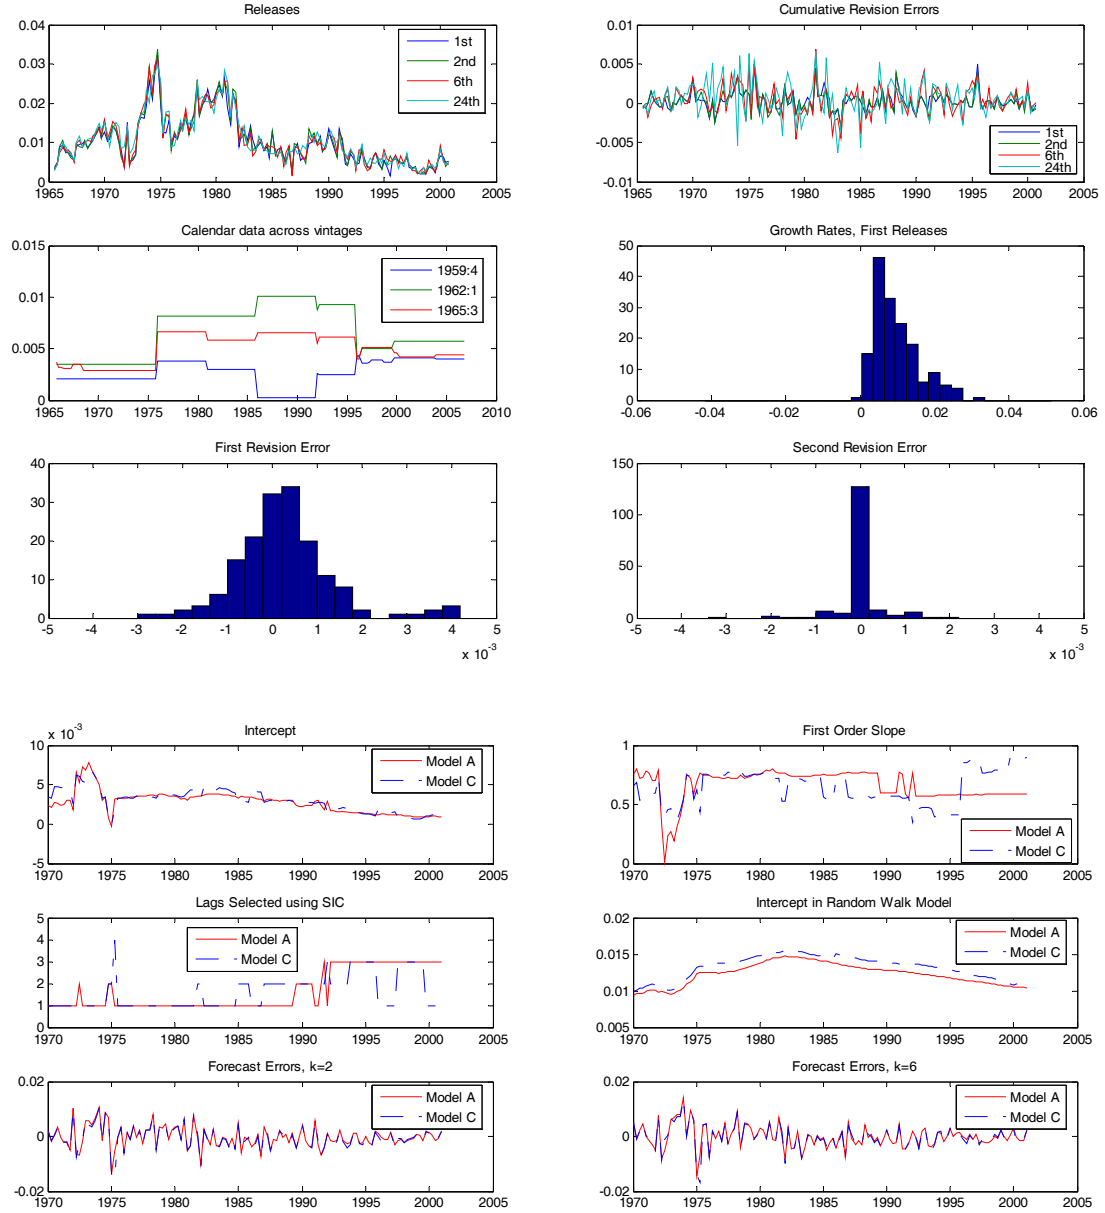 Releases
0.04
0.03
0.02
0.01
0
1st
2nd
6th
24th
1965 1970 1975 1980 1985 1990 1995 2000 2005
Cumulative Revision Errors
0.01
0.005
0
-0.005
-0.01
1st
2nd
6th
24th
1965 1970 1975 1980 1985 1990 1995 2000 2005
Calendar data across vintages
0.015
0.01
0.005
0
1959:4
1962:1
1965:3
1965 1970 1975 1980 1985 1990 1995 2000 2005 2010
Growth Rates, First Releases
50
40
30
20
10
0
-0.06 -0.04 -0.02 0 0.02 0.04 0.06
First Revision Error
40
30
20
10
0
-5 -4 -3 -2 -1 0 1 2 3 4 5
x 10-3
Second Revision Error
150
100
50
0
-5 -4 -3 -2 -1 0 1 2 3 4 5
x 10-3
x 10-3
Intercept
10
5
0
-5
Model A
Model C
1970 1975 1980 1985 1990 1995 2000 2005
First Order Slope
1
0.5
0
Model A
Model C
1970 1975 1980 1985 1990 1995 2000 2005
Lags Selected using SIC
5
4
3
2
1
0
Model A
Model C
1970 1975 1980 1985 1990 1995 2000 2005
Intercept in Random Walk Model
0.02
0.015
0.01
0.005
Model A
Model C
1970 1975 1980 1985 1990 1995 2000 2005
Forecast Errors, k=2
0.02
0
-0.02
Model A
Model C
1970 1975 1980 1985 1990 1995 2000 2005
Forecast Errors, k=6
0.02
0
-0.02
Model A
Model C
1970 1975 1980 1985 1990 1995 2000 2005